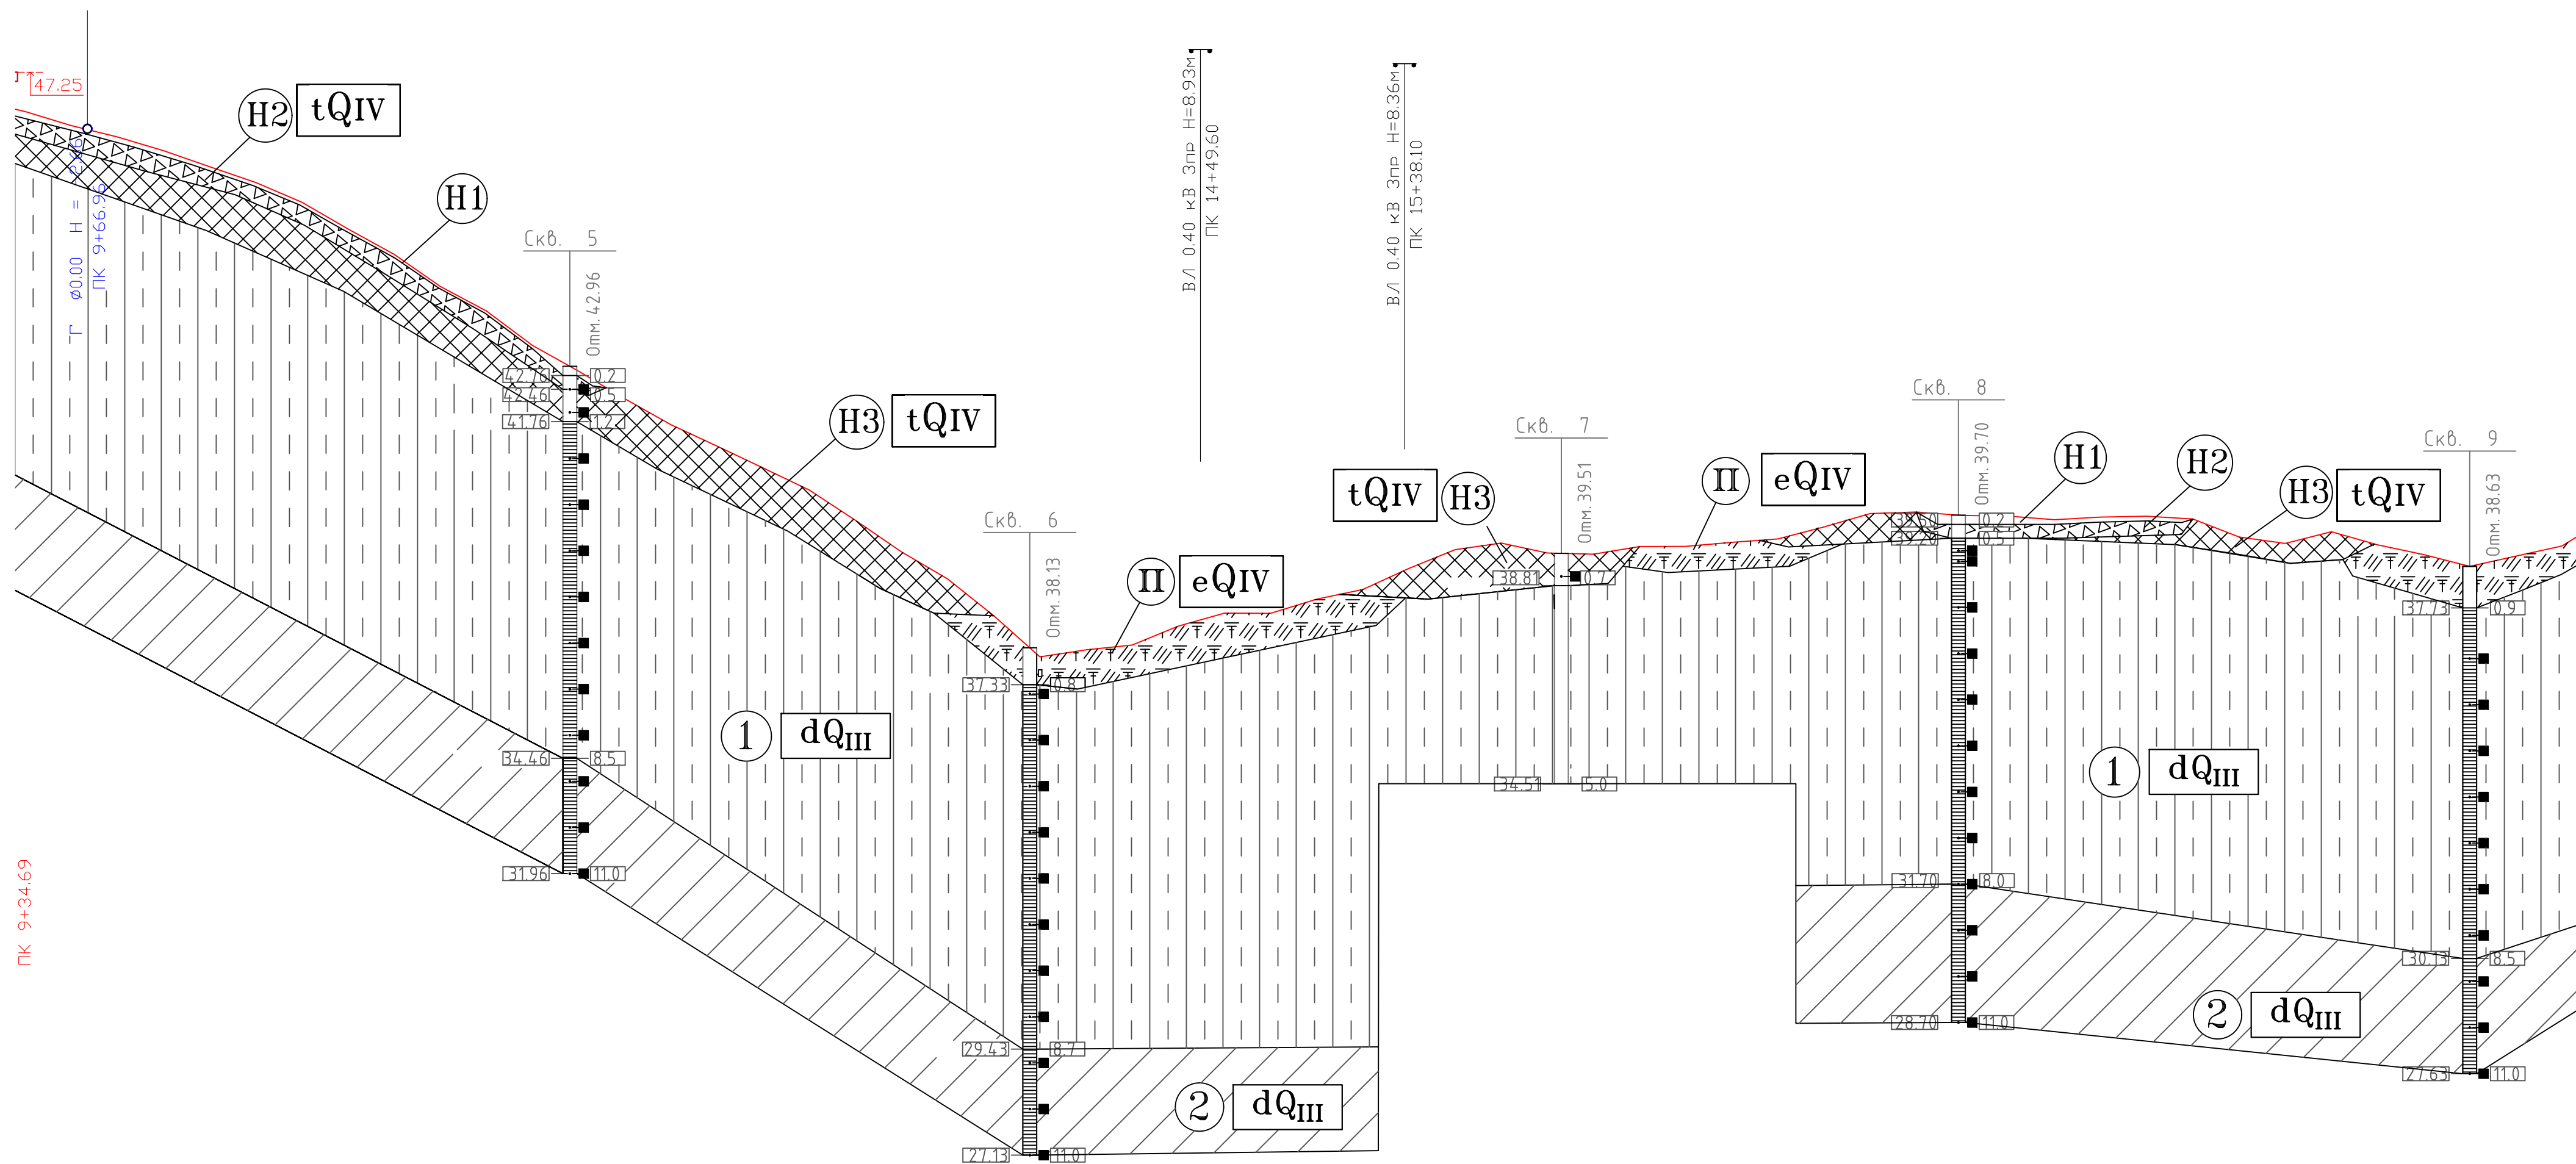 47.25
Н2 tQIV
Н1
ПК 9+66.96
ПК 9+34.69
ВЛ 0.40 кВ 3пр Н=8.93м
ПК 14+49.60
ВЛ 0.40 кВ 3пр Н=8.36м
ПК 15+38.10
Скв. 5
Отм. 42.96
42.76 0.2
42.46 0.5
41.76 1.2
34.46 8.5
31.96 11.0
Н3 tQIV
1 dQIII
Скв. 6
Отм. 38.13
37.33 0.8
29.43 8.7
27.13 11.0
П eQIV
2 dQIII
Скв. 7
Отм. 39.51
tQIV Н3
38.81 0.7
34.51 5.0
П eQIV
Скв. 8
Отм. 39.70
39.50 0.2
39.20 0.5
31.70 8.0
28.70 11.0
Н1
Н2
Н3 tQIV
1 dQIII
2 dQIII
Скв. 9
Отм. 38.63
37.73 0.9
30.13 8.5
27.63 11.0